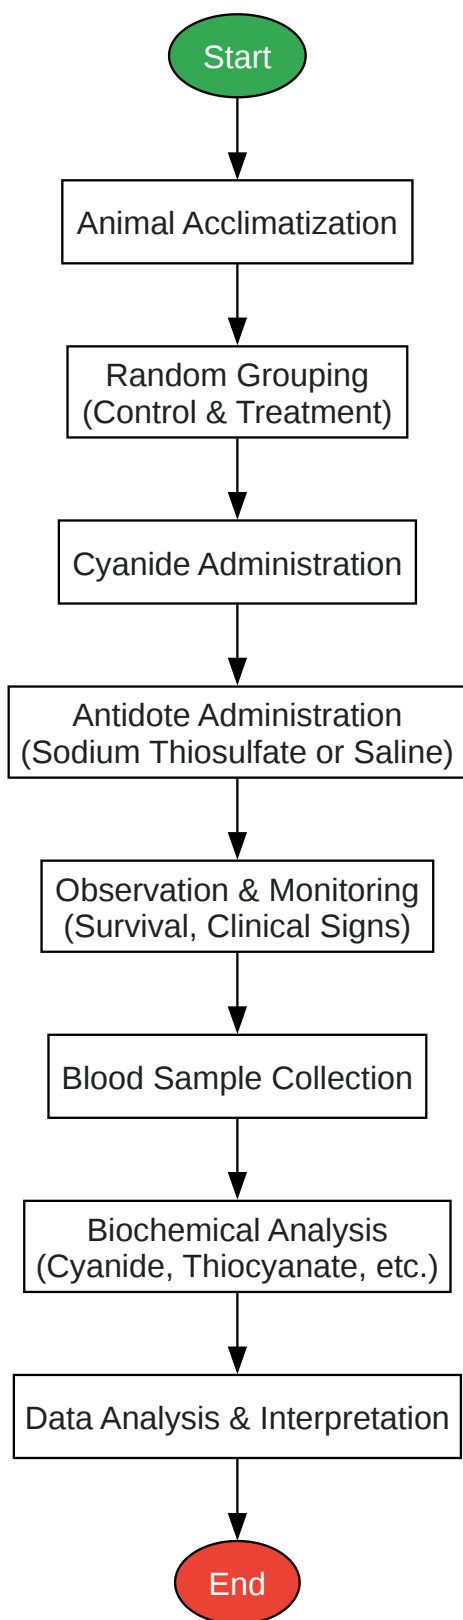 Start
Animal Acclimatization
Random Grouping
(Control & Treatment)
Cyanide Administration
Antidote Administration
(Sodium Thiosulfate or Saline)
Observation & Monitoring
(Survival, Clinical Signs)
Blood Sample Collection
Biochemical Analysis
(Cyanide, Thiocyanate, etc.)
Data Analysis & Interpretation
End